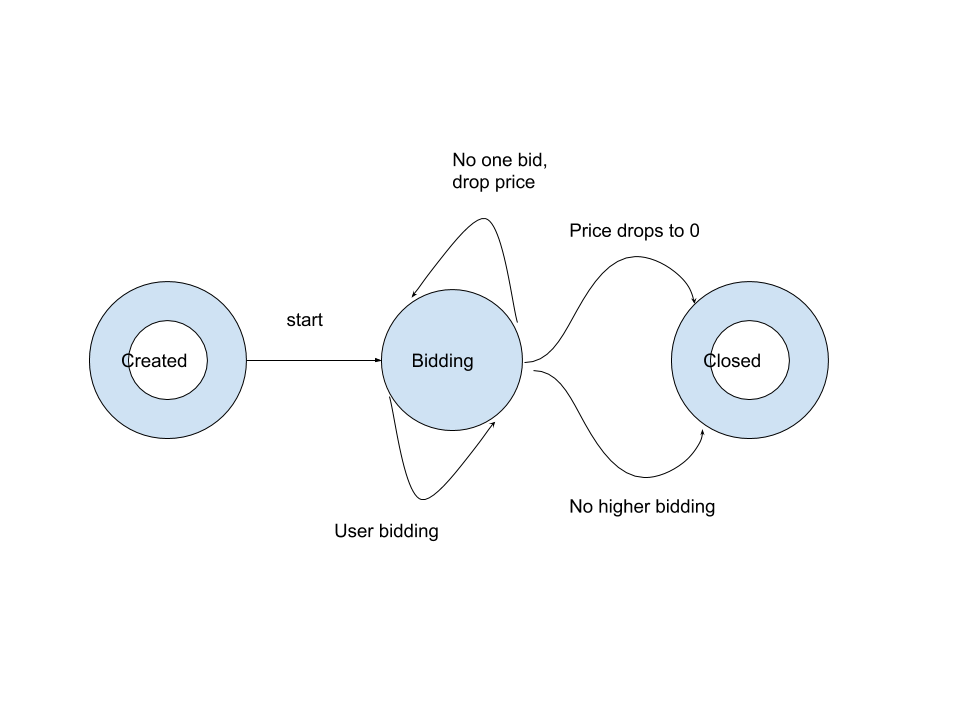 No one bid,
drop price
Price drops to 0
start
Created
Bidding
Closed
No higher bidding
User bidding